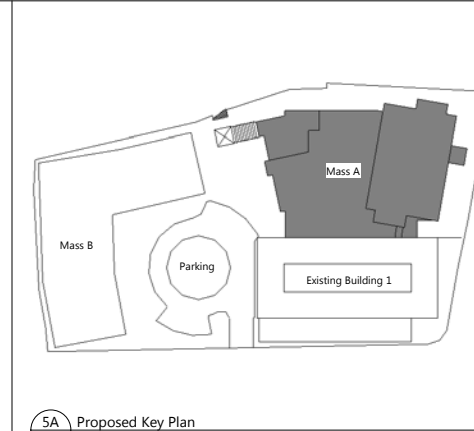 Mass A
Mass B
Parking
Existing Building 1
5A Proposed Key Plan